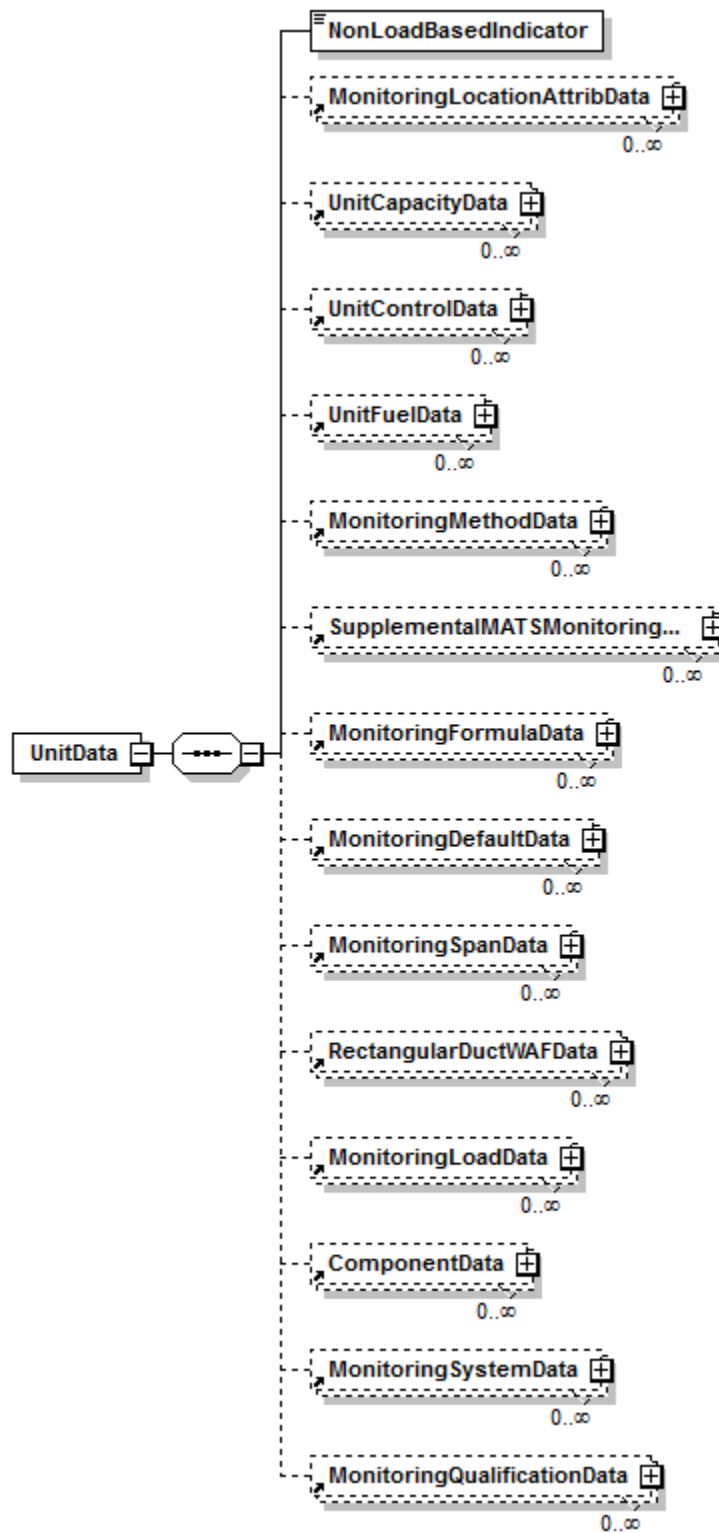 NonLoadBasedIndicator
MonitoringLocationAttribData
0..∞
UnitCapacityData
0..∞
UnitControlData
0..∞
UnitFuelData
0..∞
MonitoringMethodData
0..∞
SupplementalMATSMonitoring...
0..∞
UnitData
MonitoringFormulaData
0..∞
MonitoringDefaultData
0..∞
MonitoringSpanData
0..∞
RectangularDuctWAFData
0..∞
MonitoringLoadData
0..∞
ComponentData
0..∞
MonitoringSystemData
0..∞
MonitoringQualificationData
0..∞